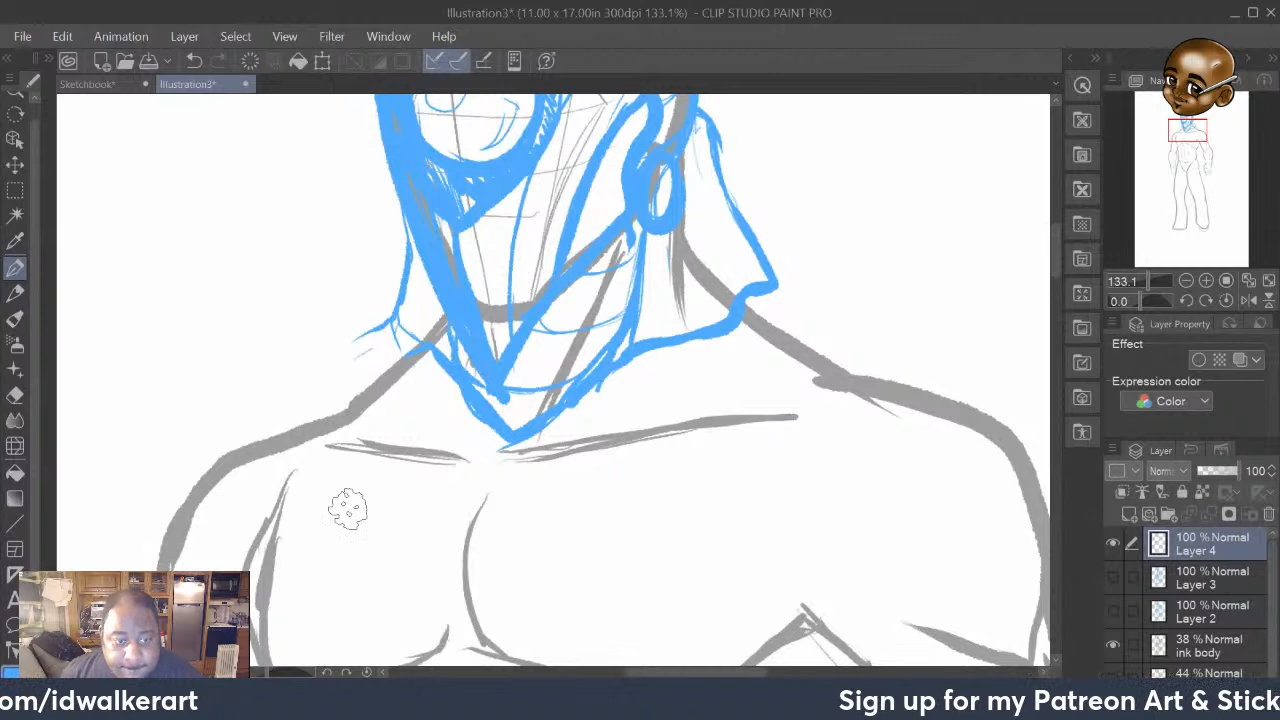 Illustration3* (11.00 x 17.00in 300dpi 133.1%) - CLIP STUDIO PAINT PRO
File Edit Animation Layer Select View Filter Window Help
Sketchbook* Illustration3*
133.1
0.0
Layer Property
Effect
Expression color
Color
Layer
100
100 % Normal
Layer 4
100 % Normal
Layer 3
100 % Normal
Layer 2
38 % Normal
ink body
44 %
om/idwalkerart Sign up for my Patreon Art & Stick